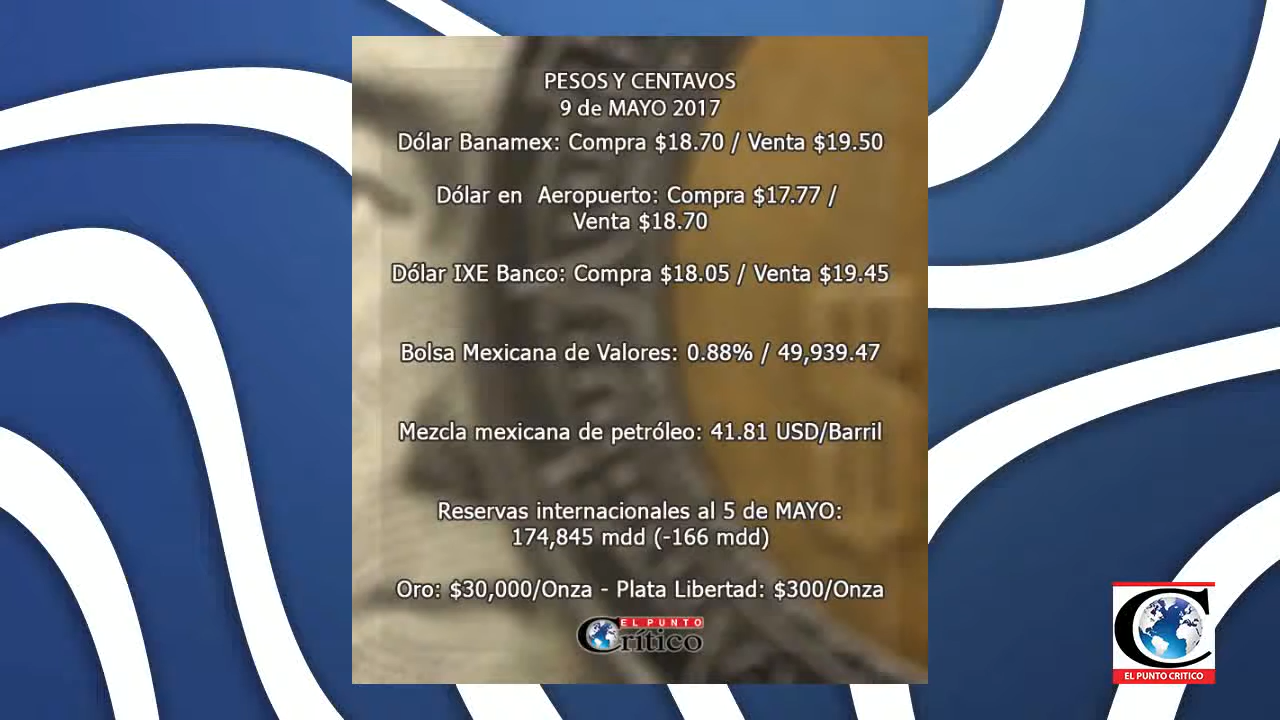 PESOS Y CENTAVOS
9 de MAYO 2017
Dólar Banamex: Compra $18.70 / Venta $19.50
Dólar en  Aeropuerto: Compra $17.77 /
Venta $18.70
Dólar IXE Banco: Compra $18.05 / Venta $19.45
Bolsa Mexicana de Valores: 0.88% / 49,939.47
Mezcla mexicana de petróleo: 41.81 USD/Barril
Reservas internacionales al 5 de MAYO:
174,845 mdd (-166 mdd)
Oro: $30,000/Onza - Plata Libertad: $300/Onza
EL PUNTO
Crítico
C
EL PUNTO CRITICO